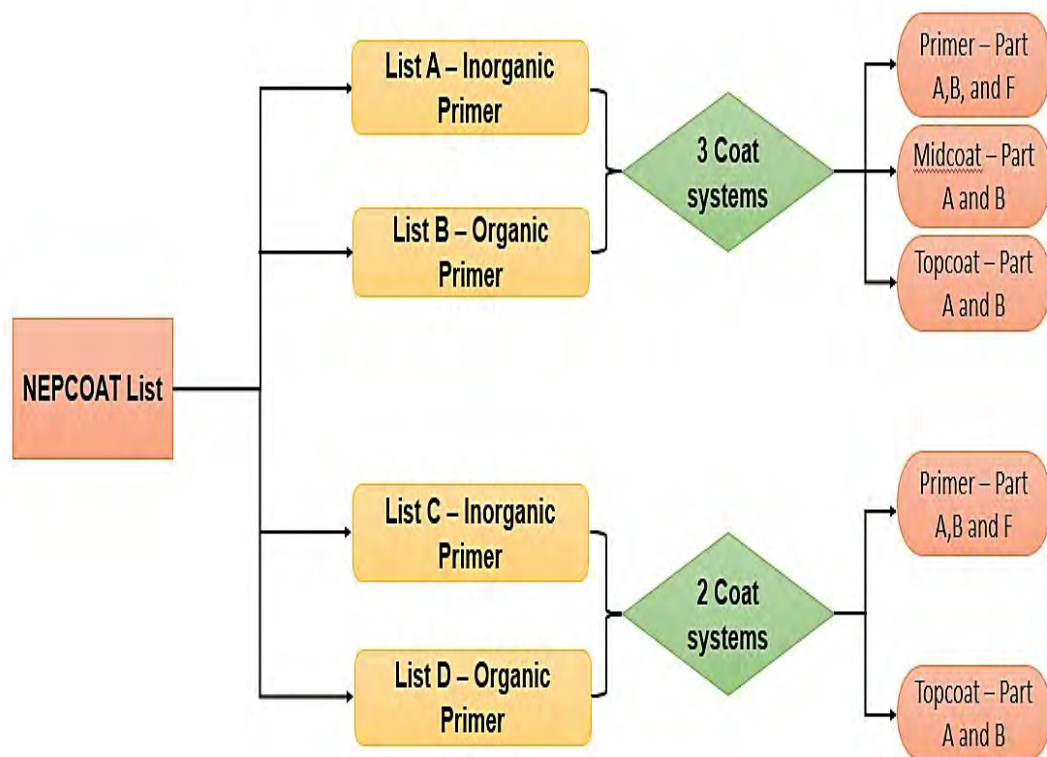 NEPCOAT List
List A – Inorganic
Primer
List B – Organic
Primer
3 Coat
systems
Primer – Part
A,B, and F
Midcoat – Part
A and B
Topcoat – Part
A and B
List C – Inorganic
Primer
List D – Organic
Primer
2 Coat
systems
Primer – Part
A,B and F
Topcoat – Part
A and B